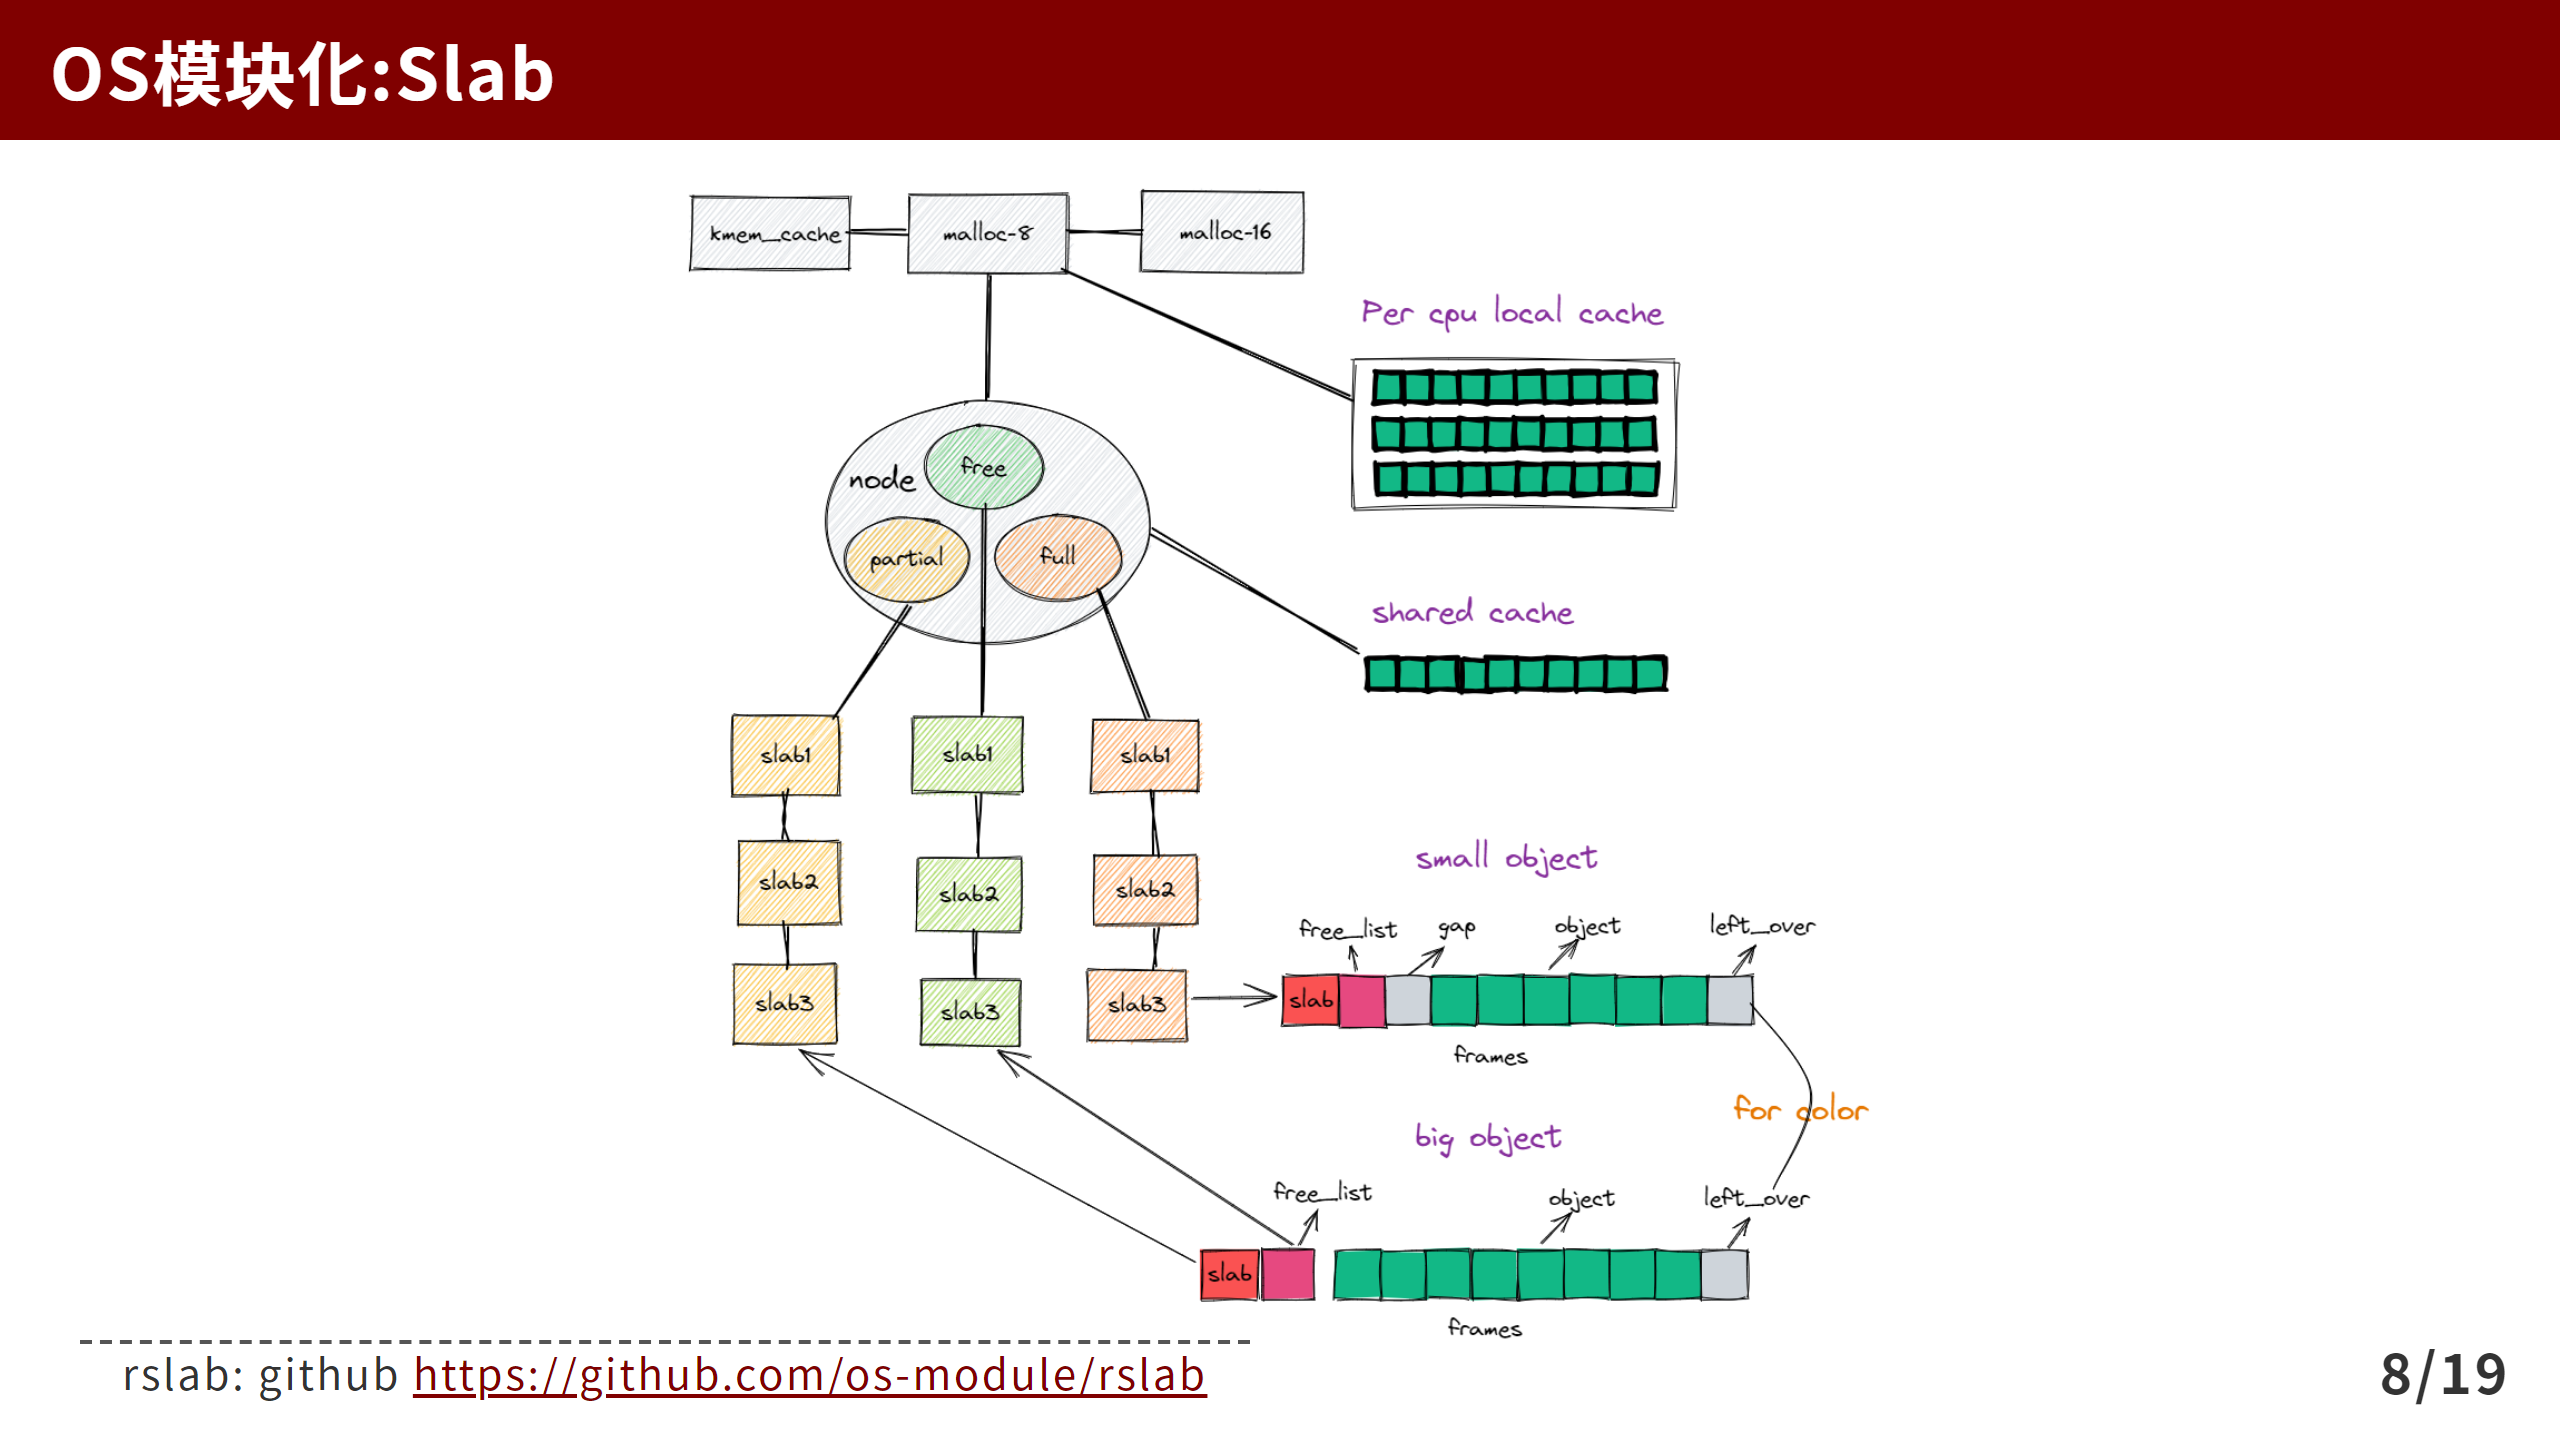 OS模块化:Slab
kmem_cache
malloc-8
malloc-16
Per cpu local cache
node
free
partial
full
shared cache
slab1
slab1
slab1
slab2
slab2
slab2
slab3
slab3
slab3
small object
free_list
gap
object
left_over
slab
frames
for color
big object
free_list
object
left_over
slab
frames
rslab: github https://github.com/os-module/rslab
8/19